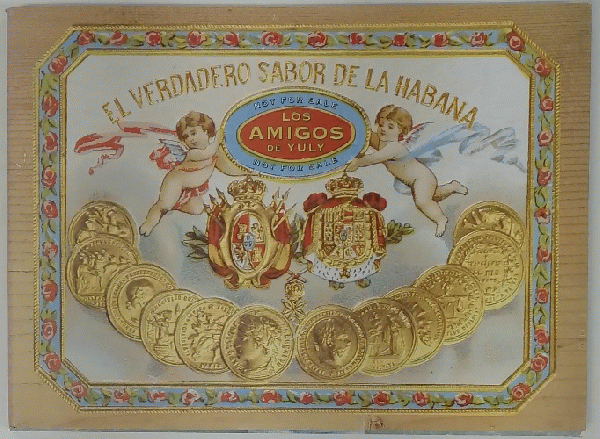 EL VERDADERO SABOR DE LA HABANA
NOT FOR SALE
LOS
AMIGOS
DE YULY
NOT FOR SALE